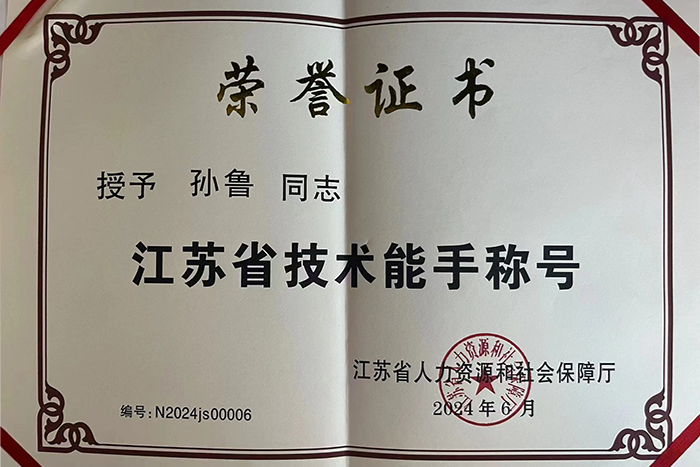 荣誉证书
授予 孙鲁 同志
江苏省技术能手称号
江苏省人力资源和社会保障厅
编号：N2024js00006
2024年6月